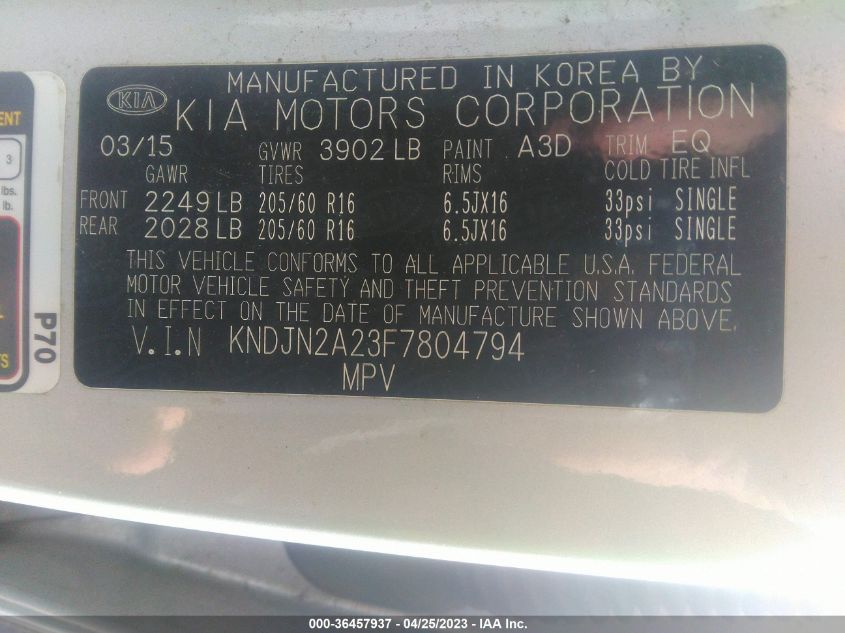 MANUFACTURED IN KOREA BY
KIA KIA MOTORS CORPORATION
03/15 GVWR 3902 LB PAINT A3D TRIM EQ
GAWR TIRES RIMS COLD TIRE INFL
FRONT 2249 LB 205/60 R16 6.5JX16 33psi SINGLE
REAR 2028 LB 205/60 R16 6.5JX16 33psi SINGLE
THIS VEHICLE CONFORMS TO ALL APPLICABLE U.S.A. FEDERAL
MOTOR VEHICLE SAFETY AND THEFT PREVENTION STANDARDS
IN EFFECT ON THE DATE OF MANUFACTURE SHOWN ABOVE.
V.I.N KNDJN2A23F7804794
MPV
3
lbs.
lb.
P70
000-36457937 - 04/25/2023 - IAA Inc.